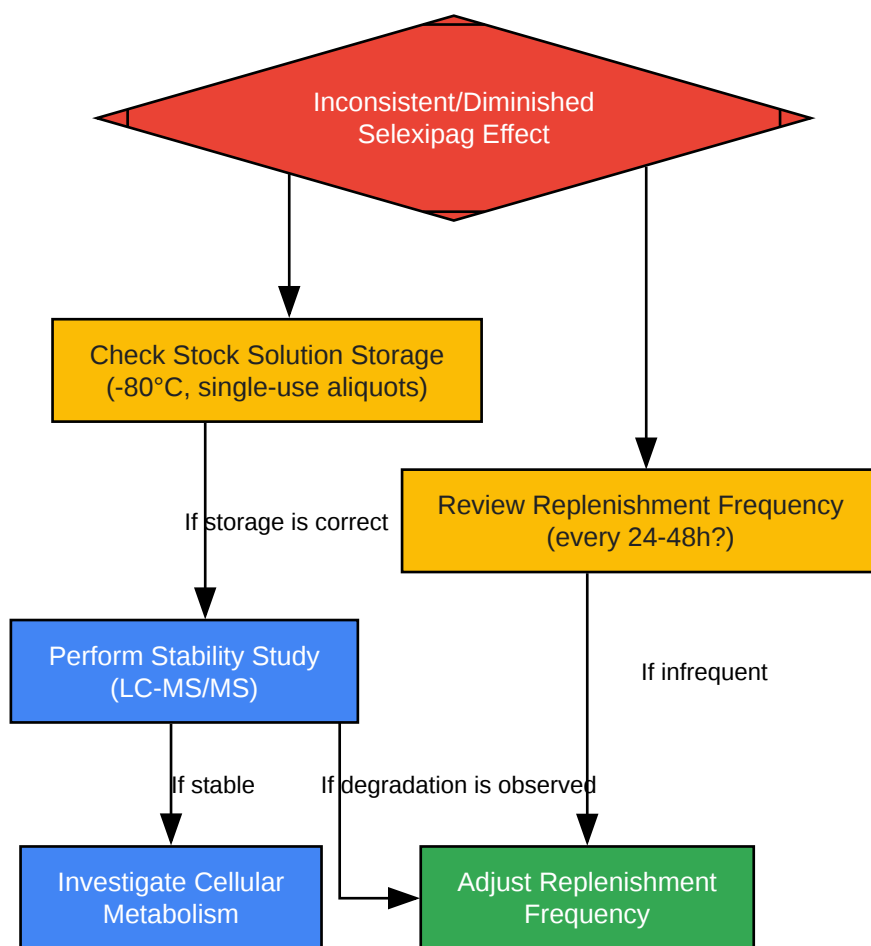 Inconsistent/Diminished
Selexipag Effect
Check Stock Solution Storage
(-80°C, single-use aliquots)
Review Replenishment Frequency
(every 24-48h?)
If storage is correct
Perform Stability Study
(LC-MS/MS)
If infrequent
If stable
If degradation is observed
Investigate Cellular
Metabolism
Adjust Replenishment
Frequency